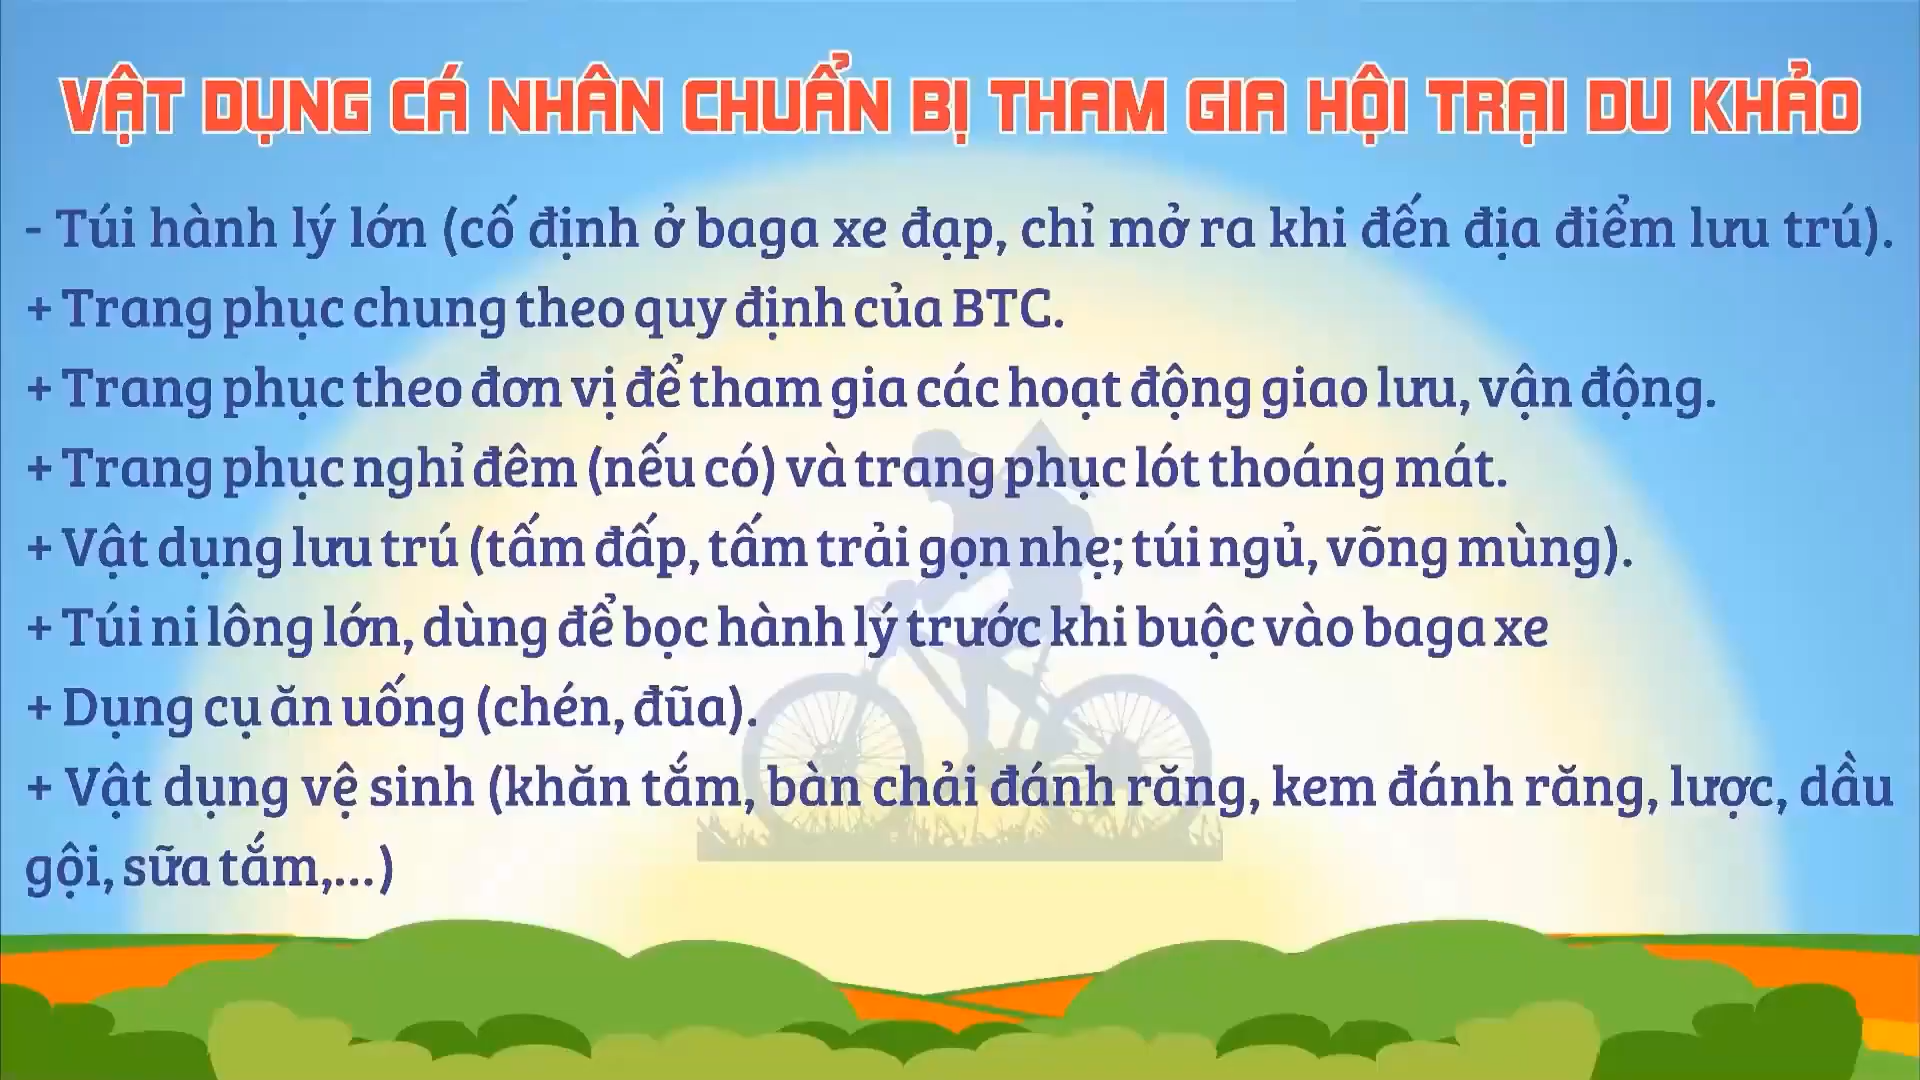 VẬT DỤNG CÁ NHÂN CHUẨN BỊ THAM GIA HỘI TRẠI DU KHẢO
- Túi hành lý lớn (cố định ở baga xe đạp, chỉ mở ra khi đến địa điểm lưu trú).
+ Trang phục chung theo quy định của BTC.
+ Trang phục theo đơn vị để tham gia các hoạt động giao lưu, vận động.
+ Trang phục nghỉ đêm (nếu có) và trang phục lót thoáng mát.
+ Vật dụng lưu trú (tấm đấp, tấm trải gọn nhẹ; túi ngủ, võng mùng).
+ Túi ni lông lớn, dùng để bọc hành lý trước khi buộc vào baga xe
+ Dụng cụ ăn uống (chén, đũa).
+ Vật dụng vệ sinh (khăn tắm, bàn chải đánh răng, kem đánh răng, lược, dầu
gội, sữa tắm,...)